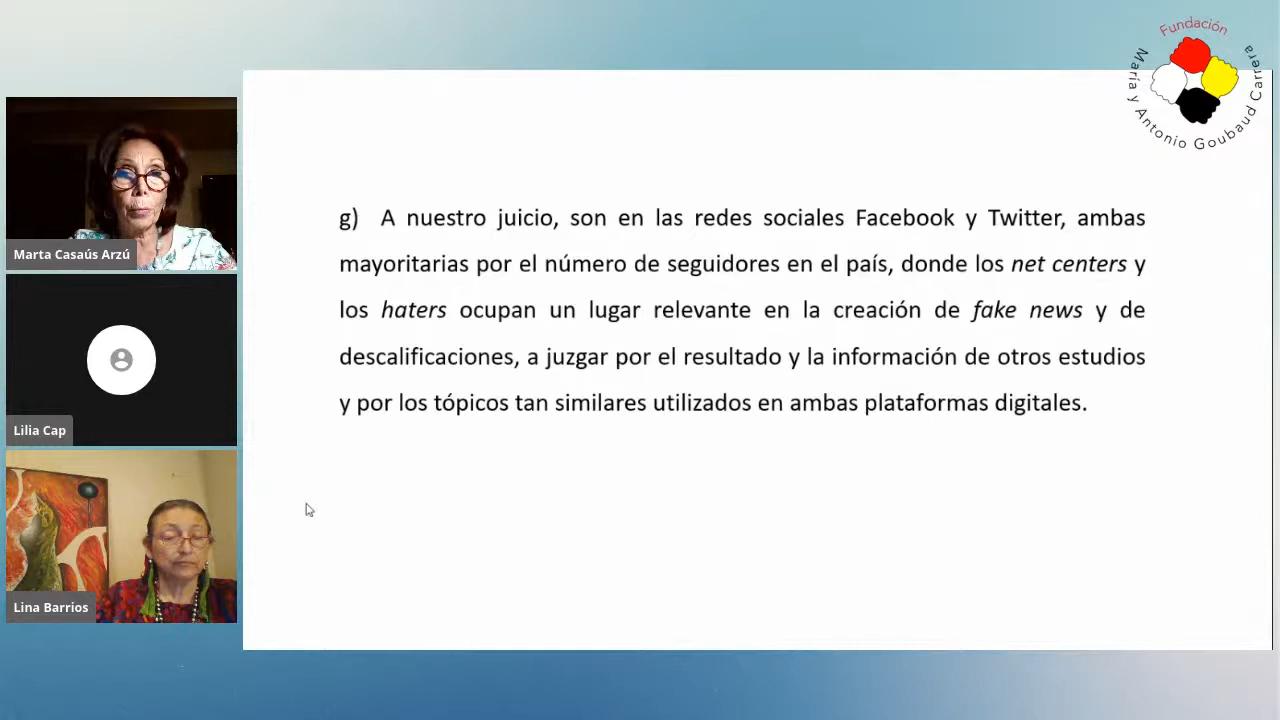 Fundación
María y Antonio Goubaud Carrera
Marta Casaús Arzú
Lilia Cap
Lina Barrios
g) A nuestro juicio, son en las redes sociales Facebook y Twitter, ambas
mayoritarias por el número de seguidores en el país, donde los net centers y
los haters ocupan un lugar relevante en la creación de fake news y de
descalificaciones, a juzgar por el resultado y la información de otros estudios
y por los tópicos tan similares utilizados en ambas plataformas digitales.